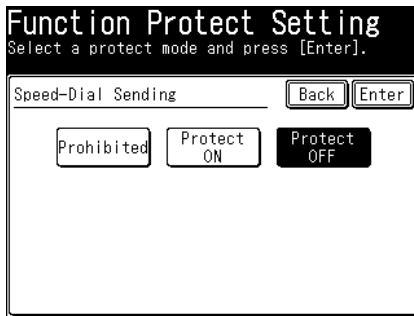 Function Protect Setting
Select a protect mode and press [Enter].
Speed-Dial Sending
Back
Enter
Prohibited
Protect
ON
Protect
OFF